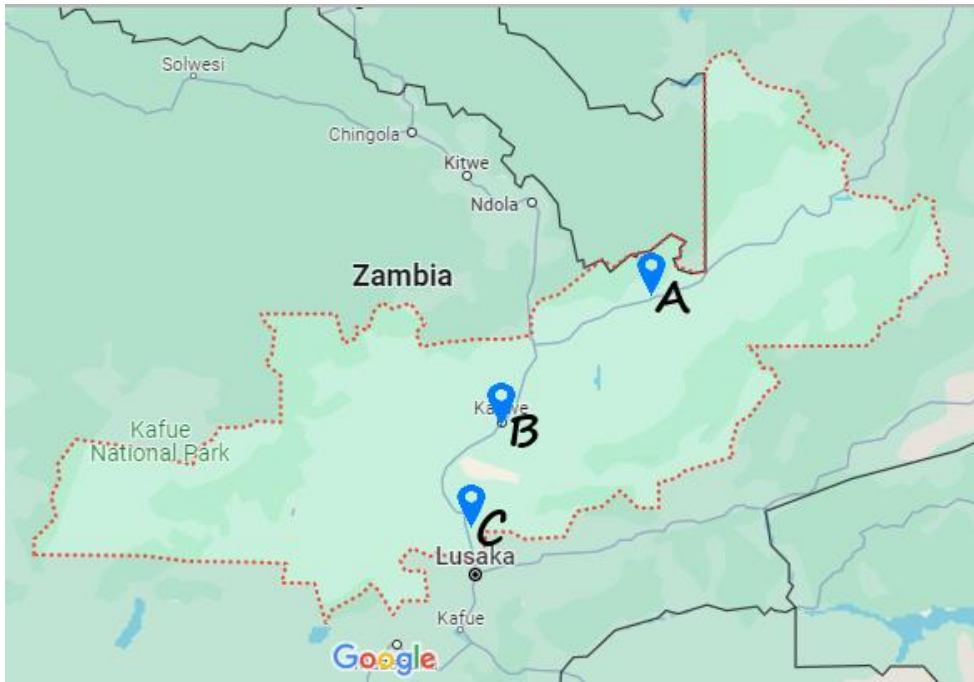 Solwesi
Chingola
Kitwe
Ndola
Zambia
A
B
Kafue
National Park
C
Lusaka
Kafue
Google